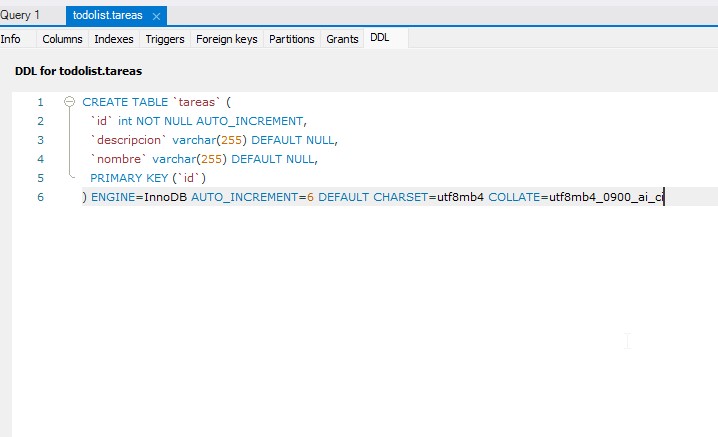 Query 1 todolist.tareas ×
Info Columns Indexes Triggers Foreign keys Partitions Grants DDL
DDL for todolist.tareas
1 CREATE TABLE `tareas` (
2 `id` int NOT NULL AUTO_INCREMENT,
3 `descripcion` varchar(255) DEFAULT NULL,
4 `nombre` varchar(255) DEFAULT NULL,
5 PRIMARY KEY (`id`)
6 ) ENGINE=InnoDB AUTO_INCREMENT=6 DEFAULT CHARSET=utf8mb4 COLLATE=utf8mb4_0900_ai_ci